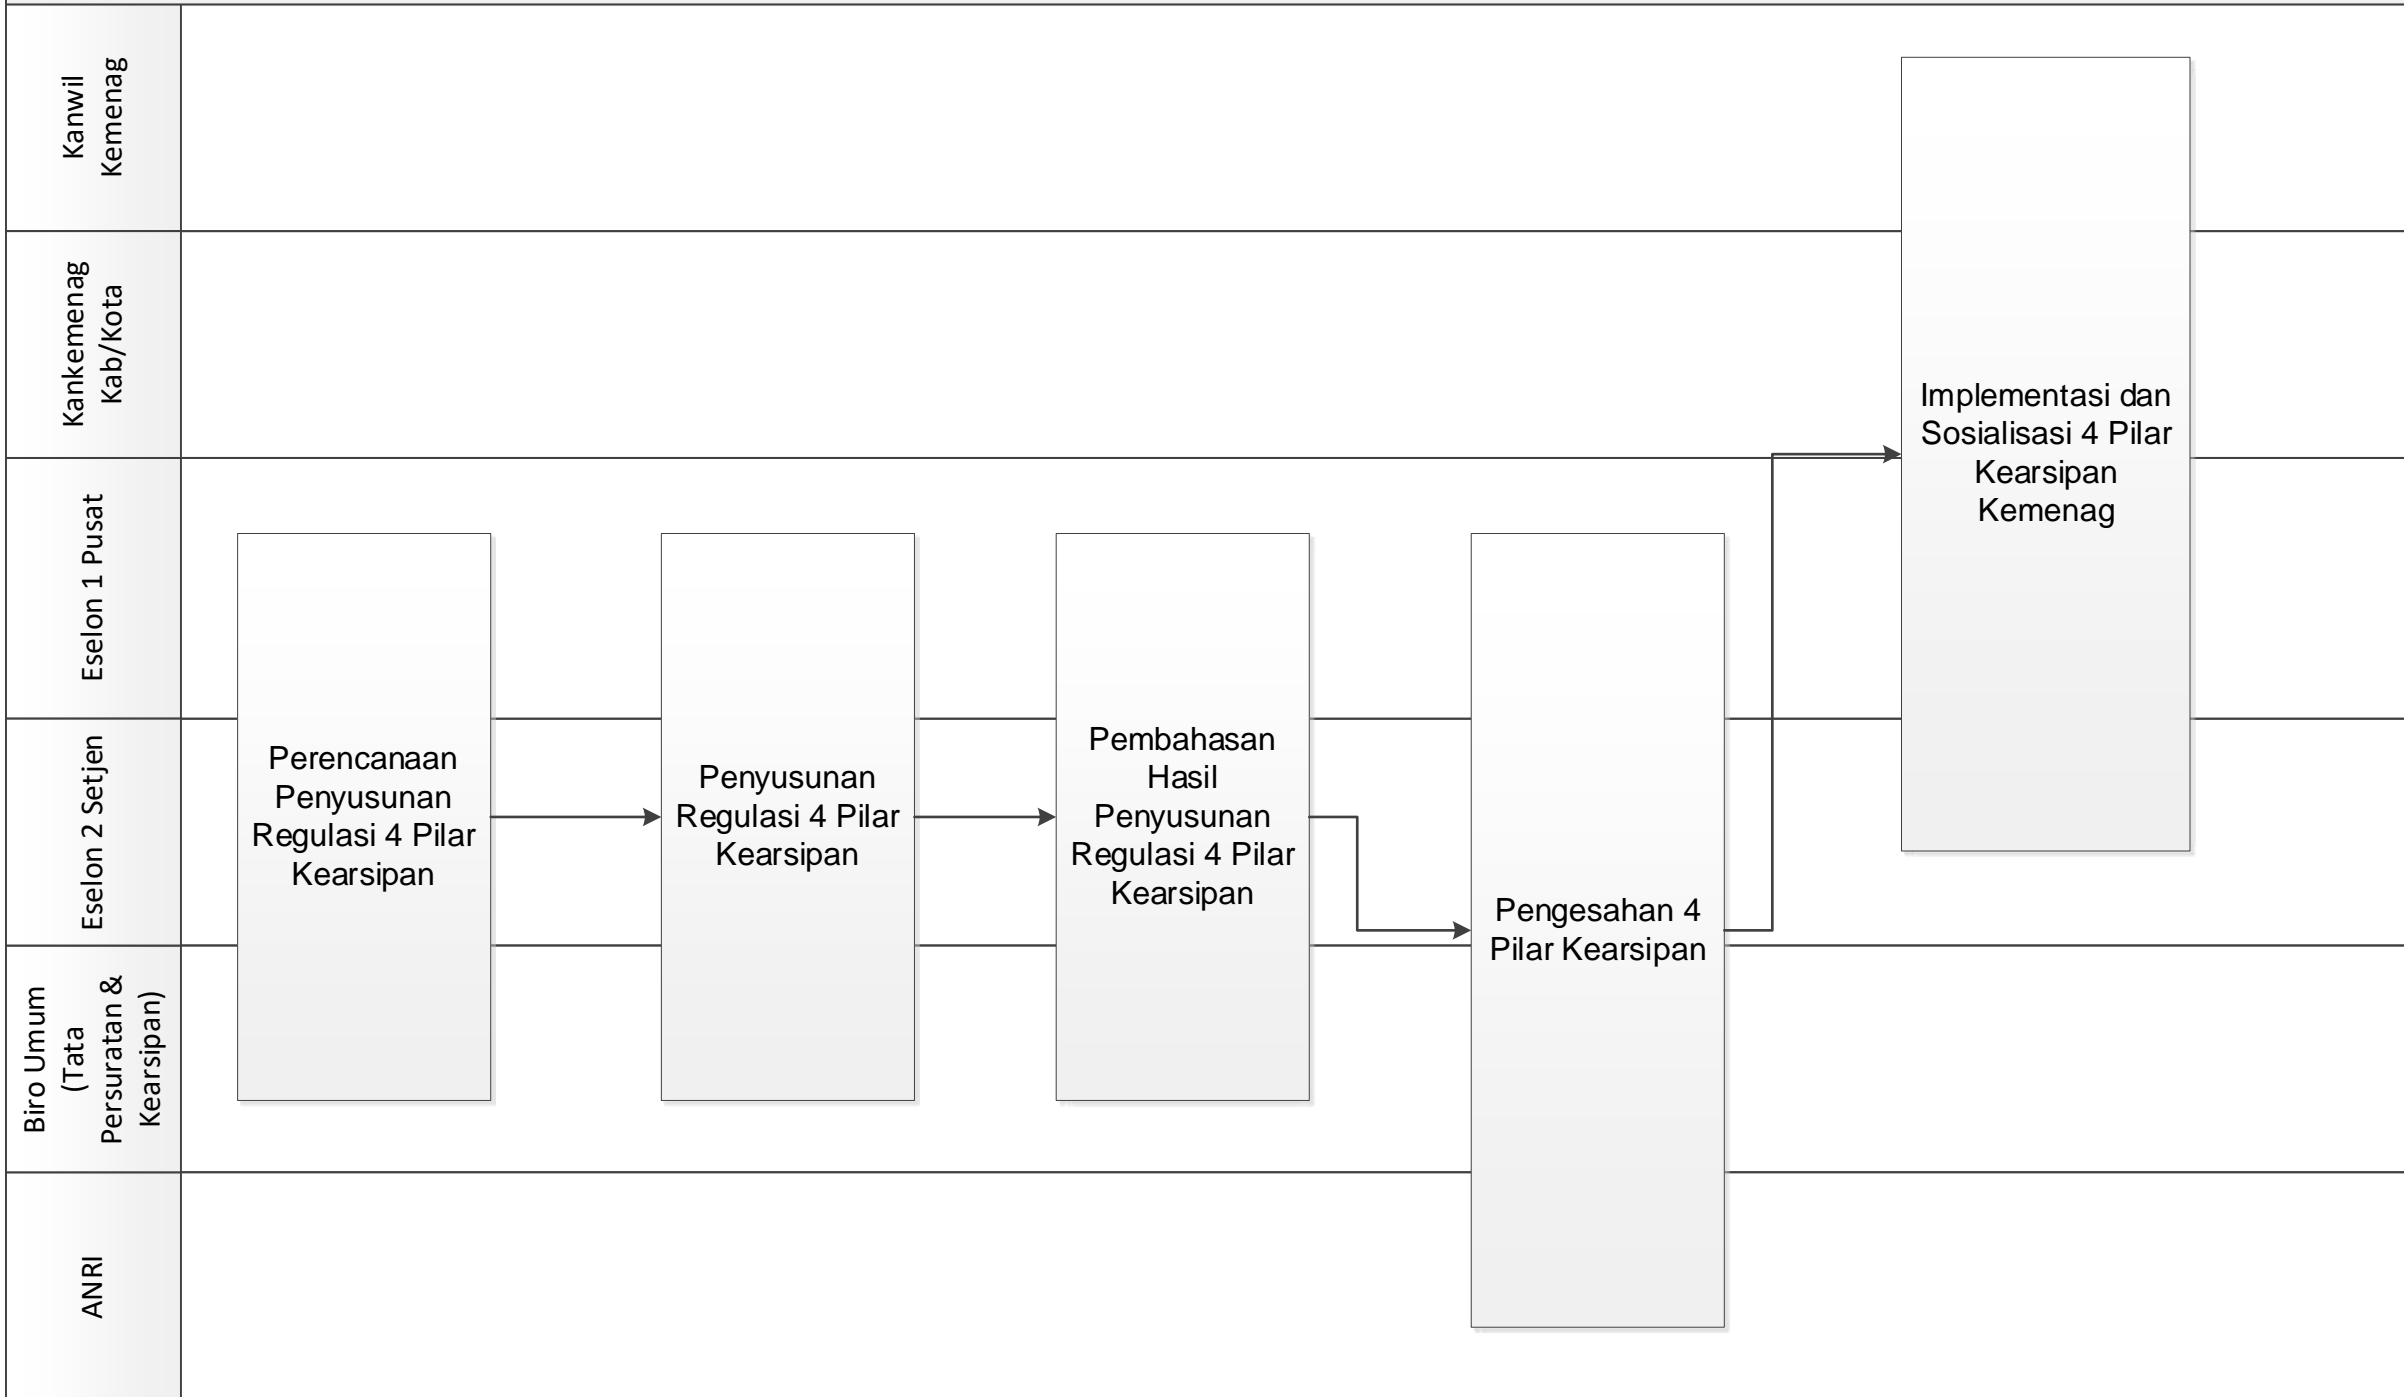 Kanwil
Kemenag
Kankemenag
Kab/Kota
Eselon 1 Pusat
Eselon 2 Setjen
Biro Umum
(Tata
Persuratan &
Kearsipan)
ANRI
Perencanaan
Penyusunan
Regulasi 4 Pilar
Kearsipan
Penyusunan
Regulasi 4 Pilar
Kearsipan
Pembahasan
Hasil
Penyusunan
Regulasi 4 Pilar
Kearsipan
Pengesahan 4
Pilar Kearsipan
Implementasi dan
Sosialisasi 4 Pilar
Kearsipan
Kemenag